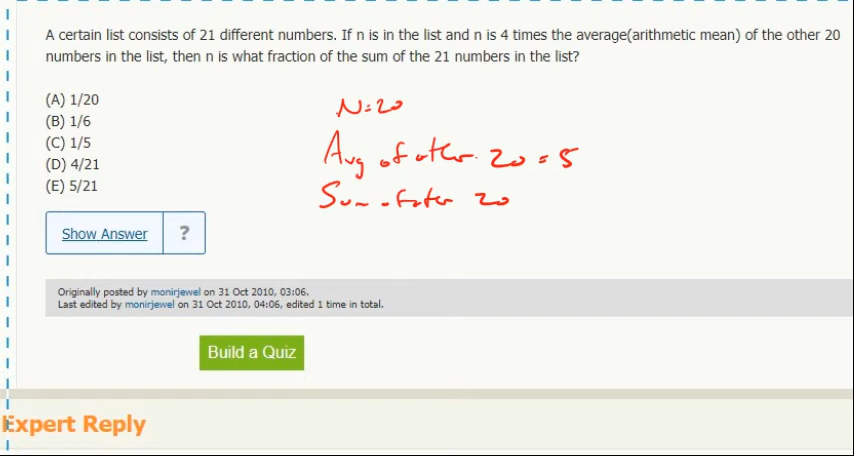 A certain list consists of 21 different numbers. If n is in the list and n is 4 times the average(arithmetic mean) of the other 20
numbers in the list, then n is what fraction of the sum of the 21 numbers in the list?
(A) 1/20
(B) 1/6
(C) 1/5
(D) 4/21
(E) 5/21
N=20
Avg of other 20 = 5
Sum of other 20
Show Answer ?
Originally posted by monirjewel on 31 Oct 2010, 03:06.
Last edited by monirjewel on 31 Oct 2010, 04:06, edited 1 time in total.
Build a Quiz
Expert Reply